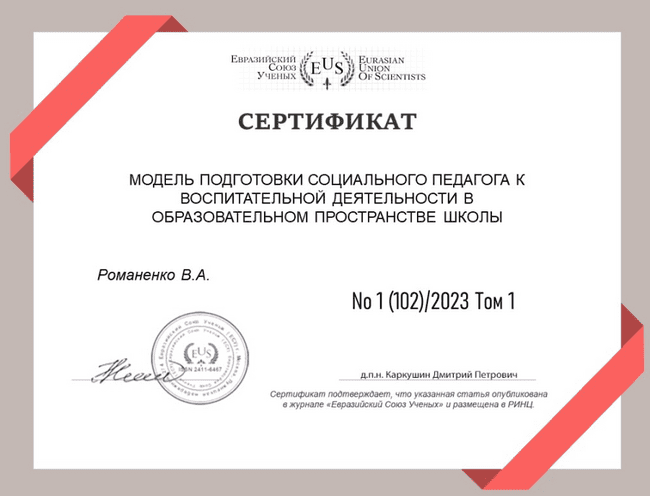 Евразийский
Союз
Ученых
EUS
Eurasian
Union
Of Scientists
СЕРТИФИКАТ
МОДЕЛЬ ПОДГОТОВКИ СОЦИАЛЬНОГО ПЕДАГОГА К
ВОСПИТАТЕЛЬНОЙ ДЕЯТЕЛЬНОСТИ В
ОБРАЗОВАТЕЛЬНОМ ПРОСТРАНСТВЕ ШКОЛЫ
Романенко В.А.
No 1 (102)/2023 Том 1
EUS
ISSN 2411-6467
д.п.н. Каркушин Дмитрий Петрович
Сертификат подтверждает, что указанная статья опубликована
в журнале «Евразийский Союз Ученых» и размещена в РИНЦ.